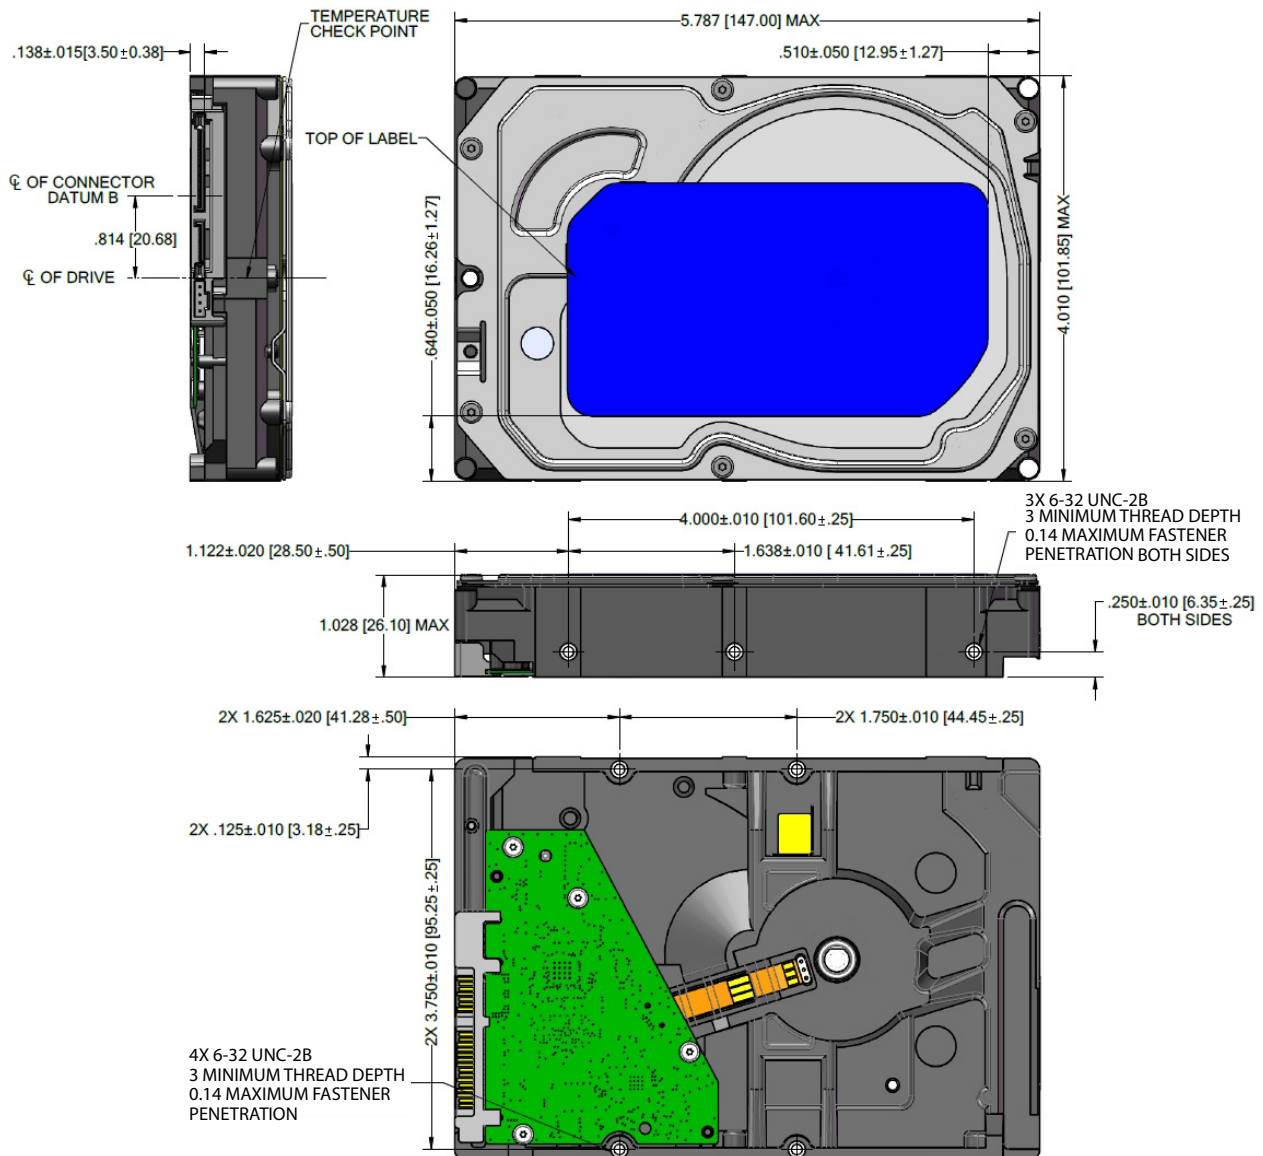 TEMPERATURE
CHECK POINT
5.787 [147.00] MAX
.138±.015[3.50±0.38]
.510±.050 [12.95±1.27]
TOP OF LABEL
℄ OF CONNECTOR
DATUM B
.814 [20.68]
℄ OF DRIVE
.640±.050 [16.26±1.27]
4.010 [101.85] MAX
3X 6-32 UNC-2B
3 MINIMUM THREAD DEPTH
0.14 MAXIMUM FASTENER
PENETRATION BOTH SIDES
4.000±.010 [101.60±.25]
1.122±.020 [28.50±.50]
1.638±.010 [ 41.61±.25]
1.028 [26.10] MAX
.250±.010 [6.35±.25]
BOTH SIDES
2X 1.625±.020 [41.28±.50]
2X 1.750±.010 [44.45±.25]
2X .125±.010 [3.18±.25]
2X 3.750±.010 [95.25±.25]
4X 6-32 UNC-2B
3 MINIMUM THREAD DEPTH
0.14 MAXIMUM FASTENER
PENETRATION